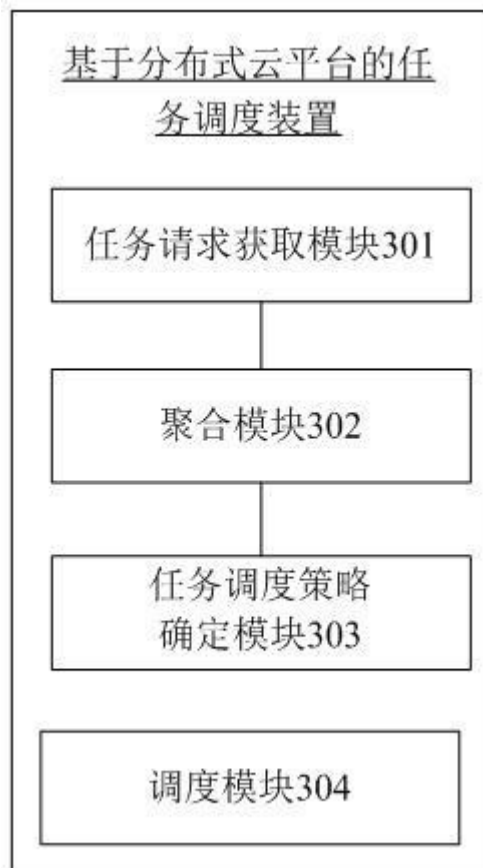 基于分布式云平台的任
务调度装置
任务请求获取模块301
聚合模块302
任务调度策略
确定模块303
调度模块304